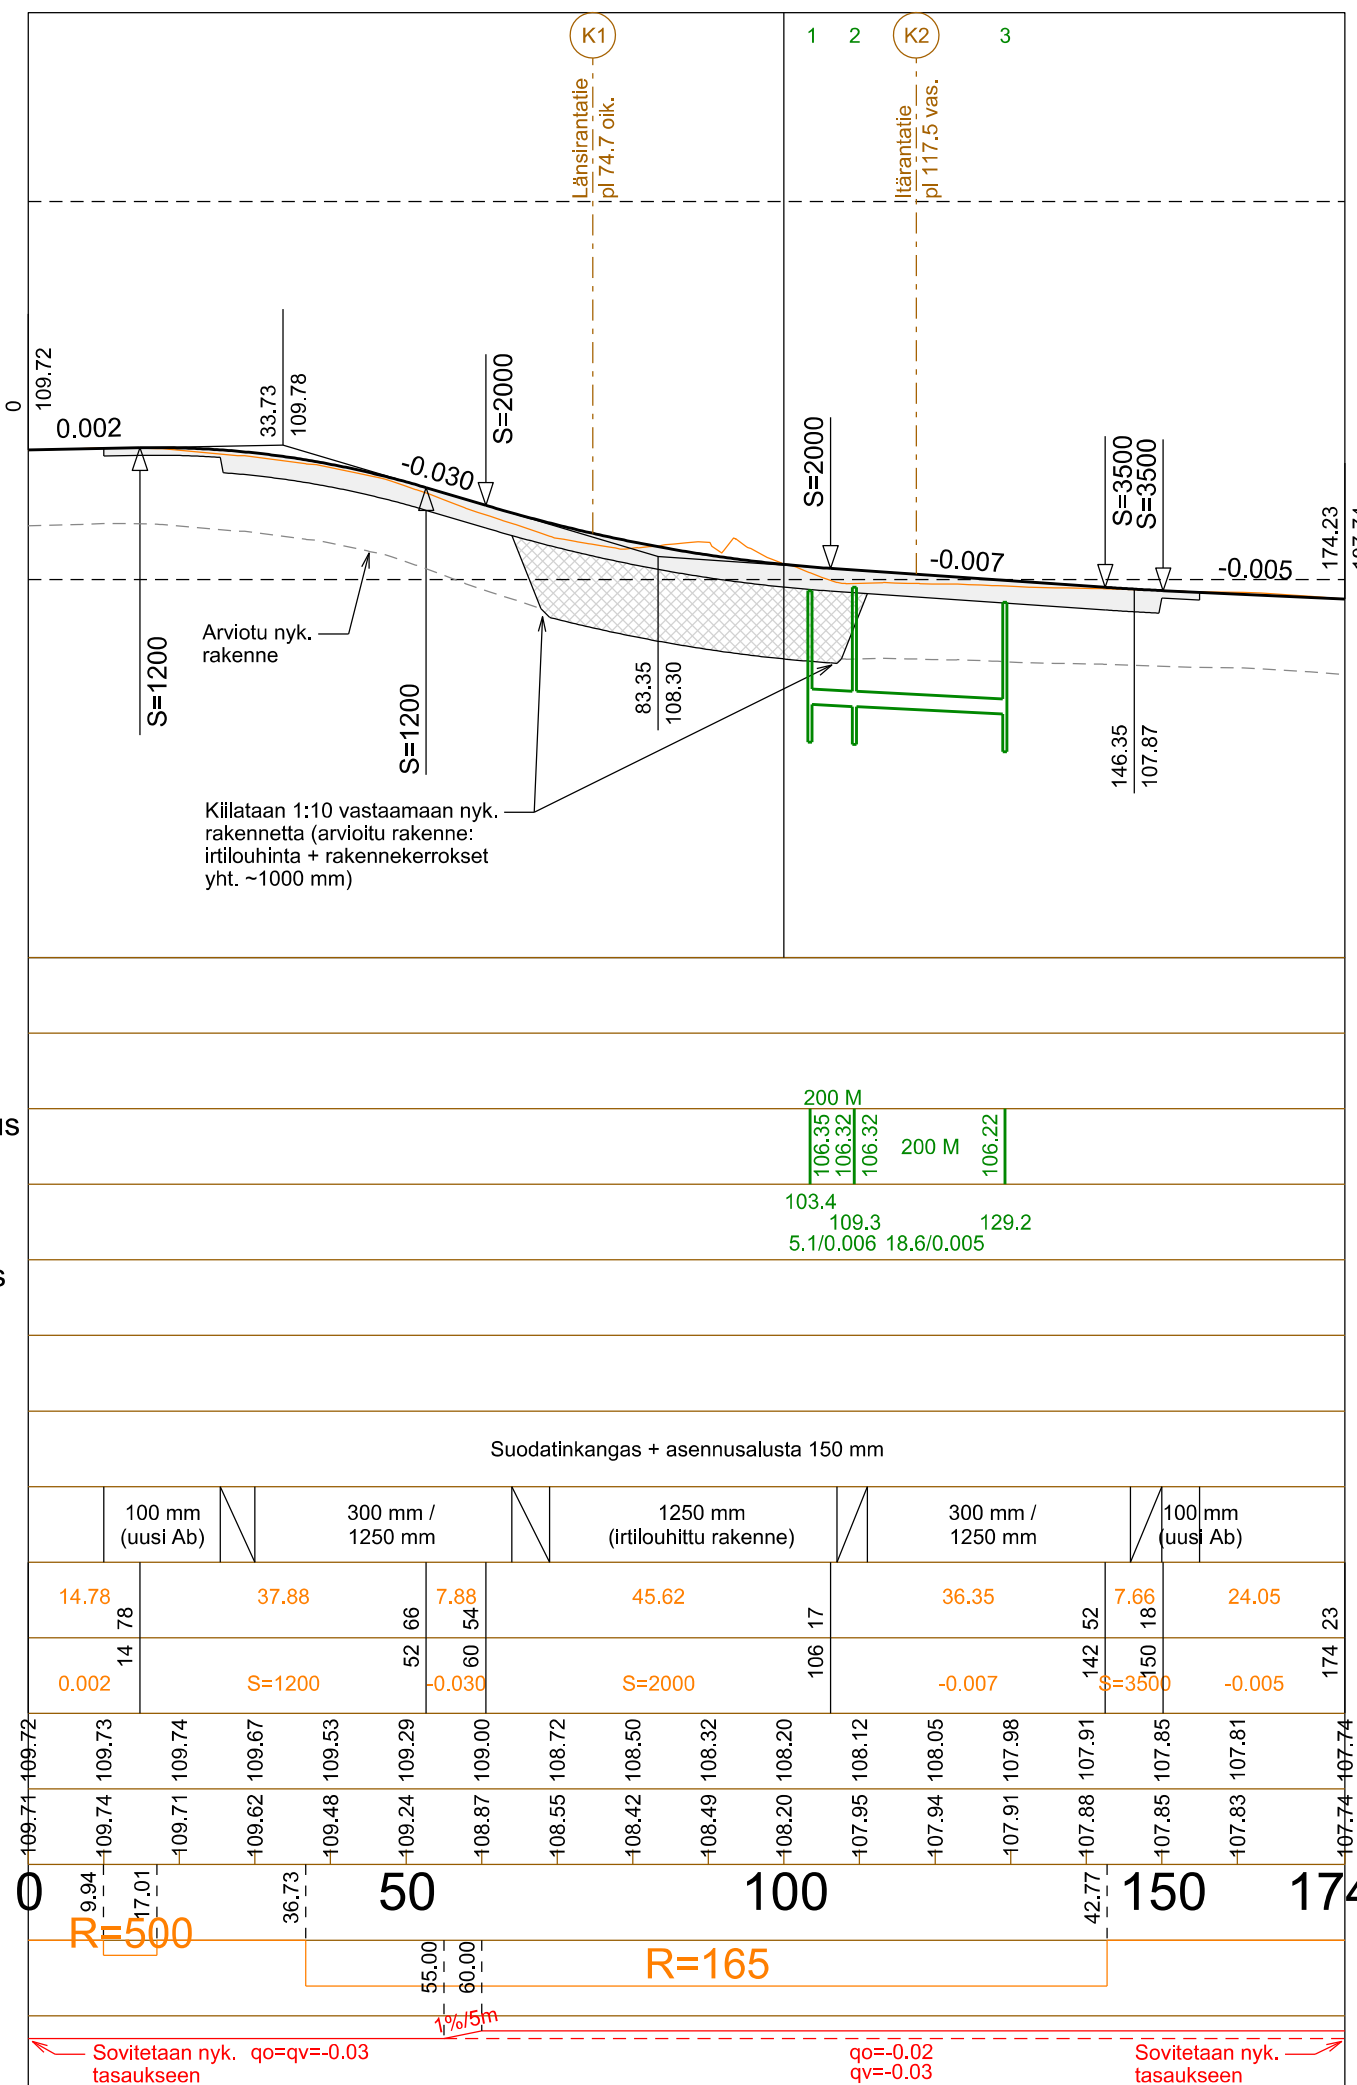 K1
1
2
K2
3
Länsirantatie
pl 74.7 oik.
Itärantatie
pl 117.5 vas.
0
109.72
0.002
33.73
109.78
-0.030
S=2000
S=2000
-0.007
S=3500
S=3500
-0.005
174.23
Arviotu nyk.
rakenne
S=1200
S=1200
83.35
108.30
146.35
107.87
Kiilataan 1:10 vastaamaan nyk.
rakennetta (arvioitu rakenne:
irtilouhinta + rakennekerrokset
yht. ~1000 mm)
200 M
106.35
106.32
106.32
200 M
106.22
103.4
109.3
129.2
5.1/0.006
18.6/0.005
Suodatinkangas + asennusalusta 150 mm
100 mm
(uusi Ab)
300 mm /
1250 mm
1250 mm
(irtilouhittu rakenne)
300 mm /
1250 mm
100 mm
(uusi Ab)
14.78
37.88
7.88
45.62
36.35
7.66
24.05
14 78
52 66
60 54
106 17
142 52
150 18
174 23
0.002
S=1200
-0.030
S=2000
-0.007
S=3500
-0.005
109.72
109.73
109.74
109.67
109.53
109.29
109.00
108.72
108.50
108.32
108.20
108.12
108.05
107.98
107.91
107.85
107.81
107.74
109.71
109.74
109.71
109.62
109.48
109.24
108.87
108.55
108.42
108.49
108.20
107.95
107.94
107.91
107.88
107.85
107.83
107.74
0
50
100
150
174
9.94
17.01
36.73
42.77
R=500
R=165
55.00
60.00
1%/5m
Sovitetaan nyk.
tasaukseen
qo=qv=-0.03
qo=-0.02
qv=-0.03
Sovitetaan nyk.
tasaukseen